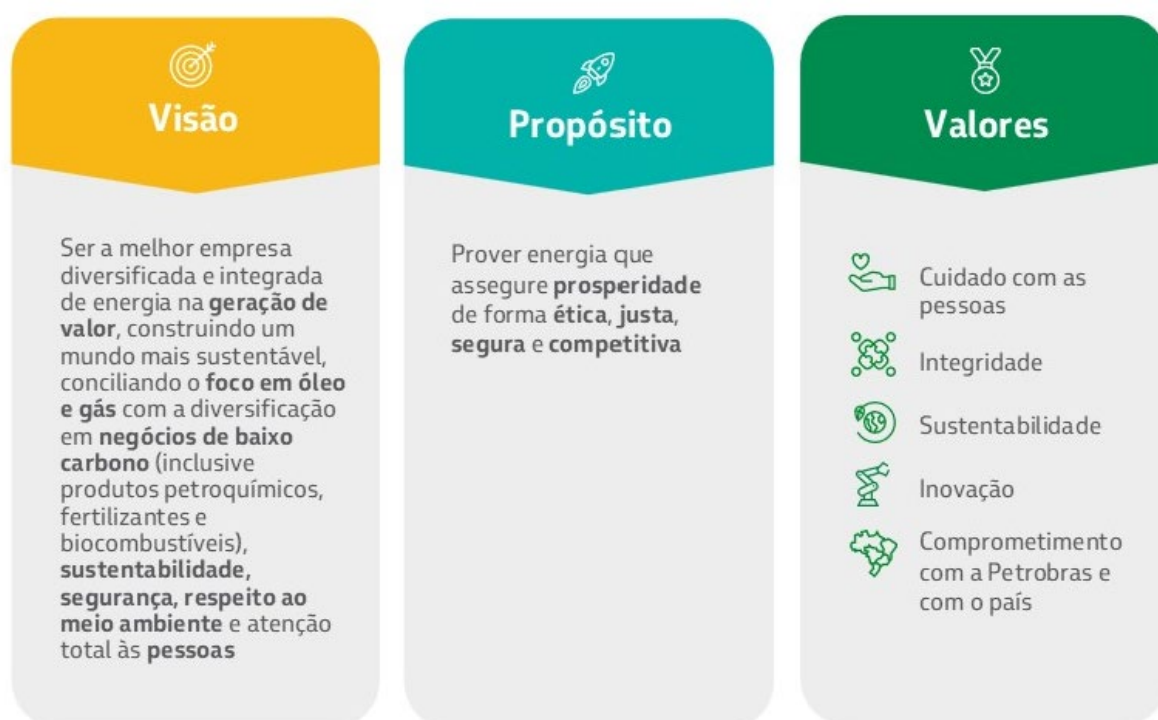 Visão
Ser a melhor empresa
diversificada e integrada
de energia na geração de
valor, construindo um
mundo mais sustentável,
conciliando o foco em óleo
e gás com a diversificação
em negócios de baixo
carbono (inclusive
produtos petroquímicos,
fertilizantes e
biocombustíveis),
sustentabilidade,
segurança, respeito ao
meio ambiente e atenção
total às pessoas
Propósito
Prover energia que
assegure prosperidade
de forma ética, justa,
segura e competitiva
Valores
Cuidado com as
pessoas
Integridade
Sustentabilidade
Inovação
Comprometimento
com a Petrobras e
com o país